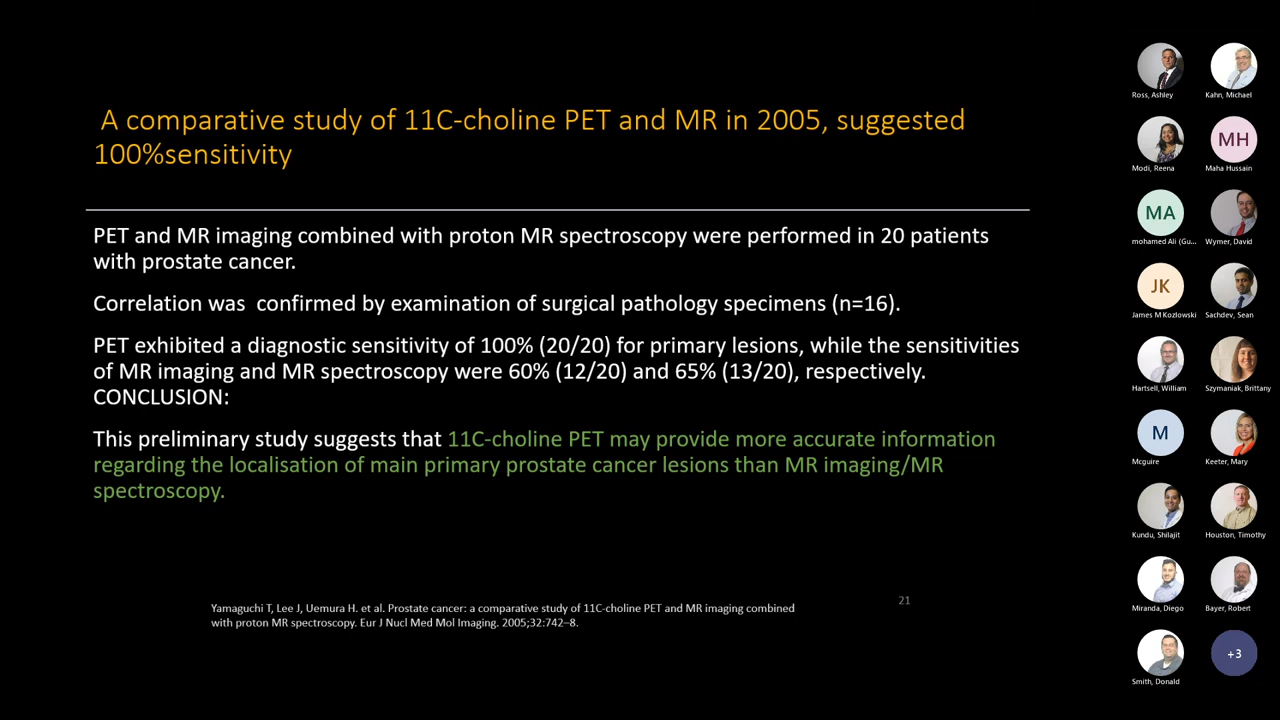 A comparative study of 11C-choline PET and MR in 2005, suggested
100%sensitivity
PET and MR imaging combined with proton MR spectroscopy were performed in 20 patients
with prostate cancer.
Correlation was  confirmed by examination of surgical pathology specimens (n=16).
PET exhibited a diagnostic sensitivity of 100% (20/20) for primary lesions, while the sensitivities
of MR imaging and MR spectroscopy were 60% (12/20) and 65% (13/20), respectively.
CONCLUSION:
This preliminary study suggests that 11C-choline PET may provide more accurate information
regarding the localisation of main primary prostate cancer lesions than MR imaging/MR
spectroscopy.
Yamaguchi T, Lee J, Uemura H. et al. Prostate cancer: a comparative study of 11C-choline PET and MR imaging combined
with proton MR spectroscopy. Eur J Nucl Med Mol Imaging. 2005;32:742–8.
21
Ross, Ashley
Kahn, Michael
Modi, Reena
MH
Maha Hussain
MA
mohamed Ali (Gu...
Wymer, David
JK
James M Kozlowski
Sachdev, Sean
Hartsell, William
Szymaniak, Brittany
M
Mcguire
Keeter, Mary
Kundu, Shilajit
Houston, Timothy
Miranda, Diego
Bayer, Robert
Smith, Donald
+3